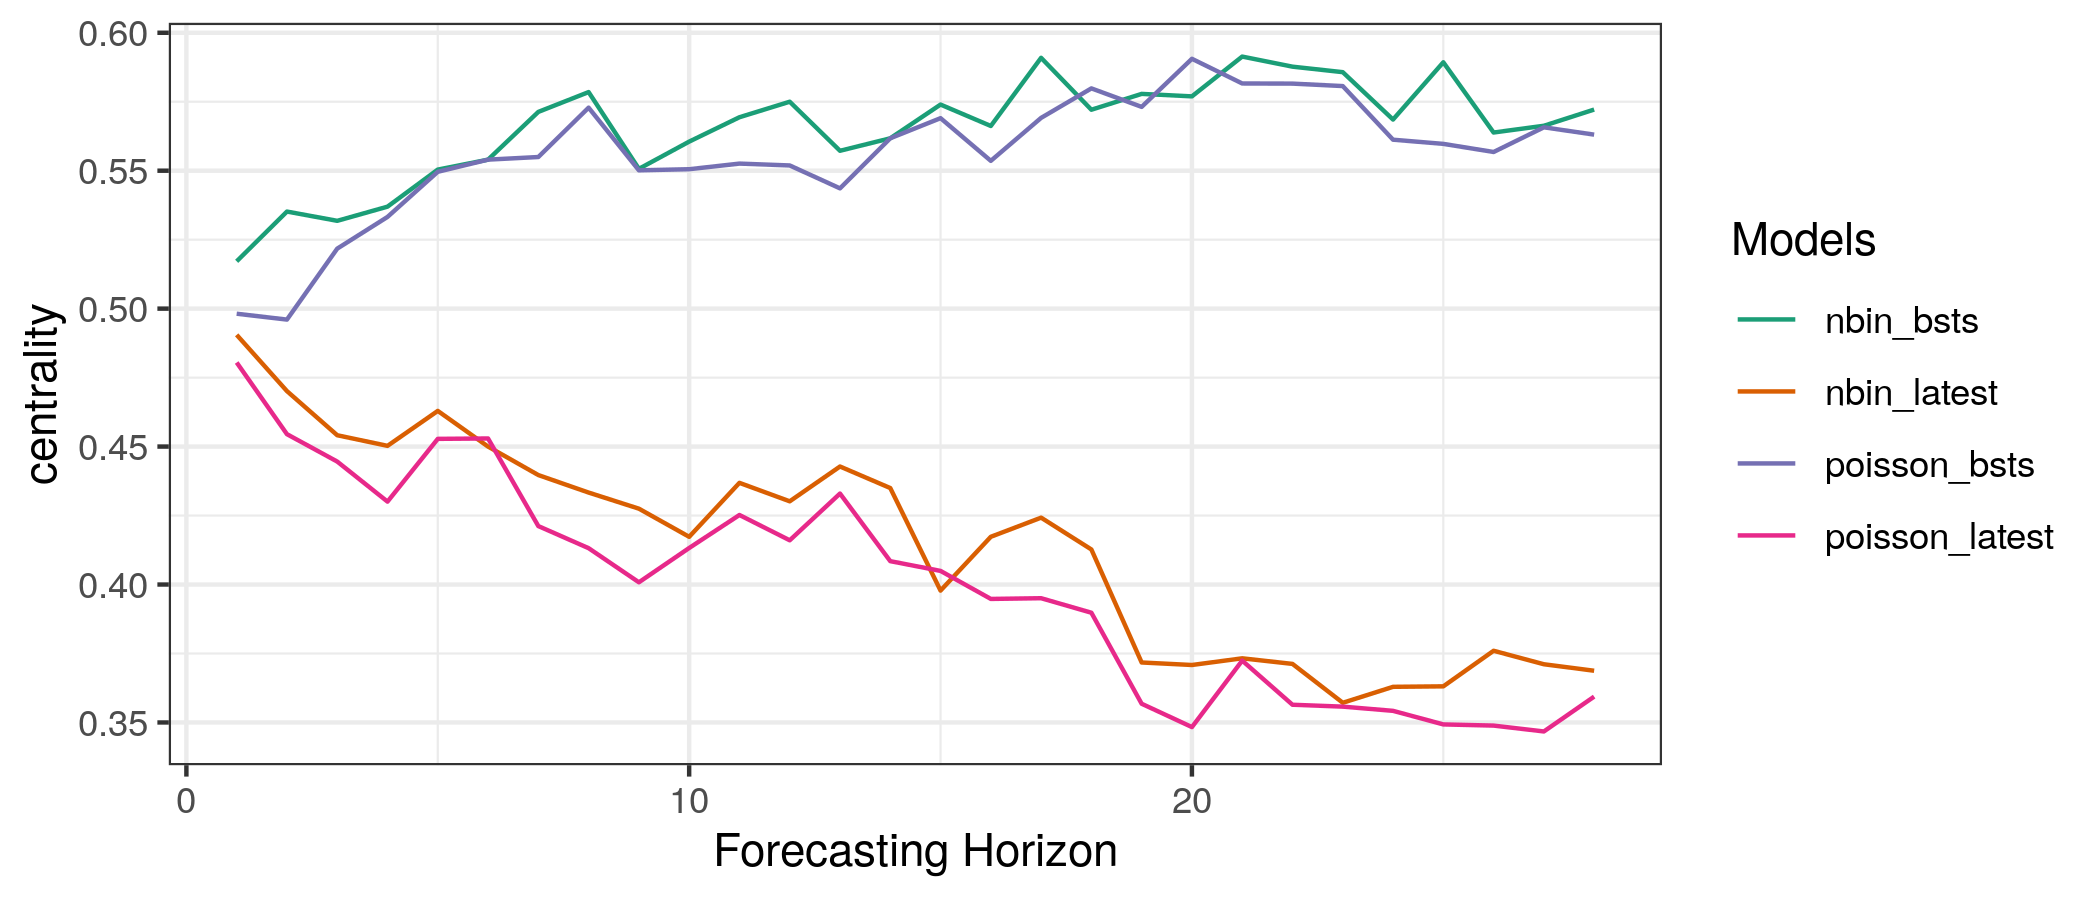 0.60
0.55
0.50
0.45
0.40
0.35
centrality
0
10
20
Forecasting Horizon
Models
nbin_bsts
nbin_latest
poisson_bsts
poisson_latest